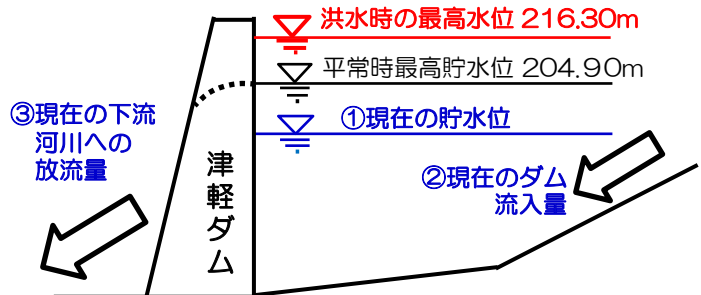 洪水時の最高水位 216.30m
平常時最高貯水位 204.90m
①現在の貯水位
②現在のダム
流入量
③現在の下流
河川への
放流量
津軽ダム